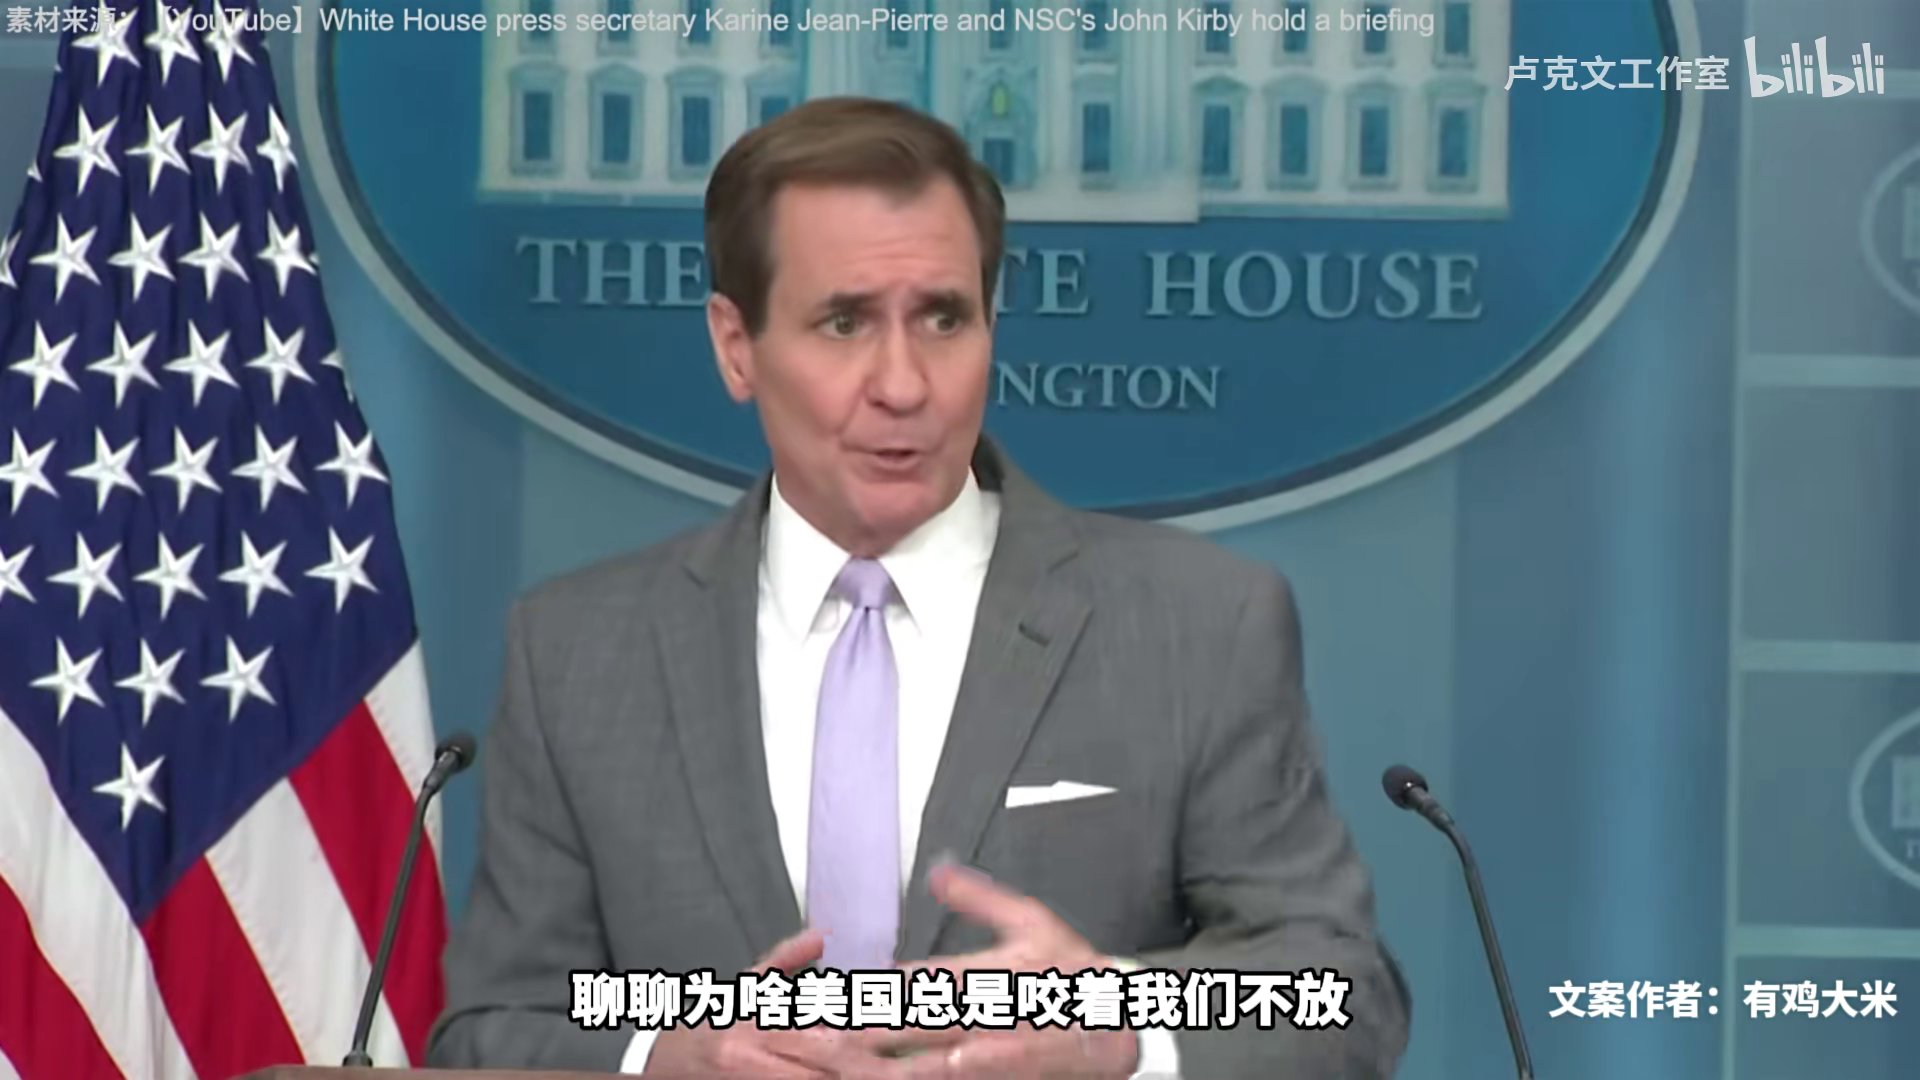 素材来源：【YouTube】White House press secretary Karine Jean-Pierre and NSC's John Kirby hold a briefing
卢克文工作室 bilibili
THE TE HOUSE
NGTON
聊聊为啥美国总是咬着我们不放
文案作者：有鸡大米